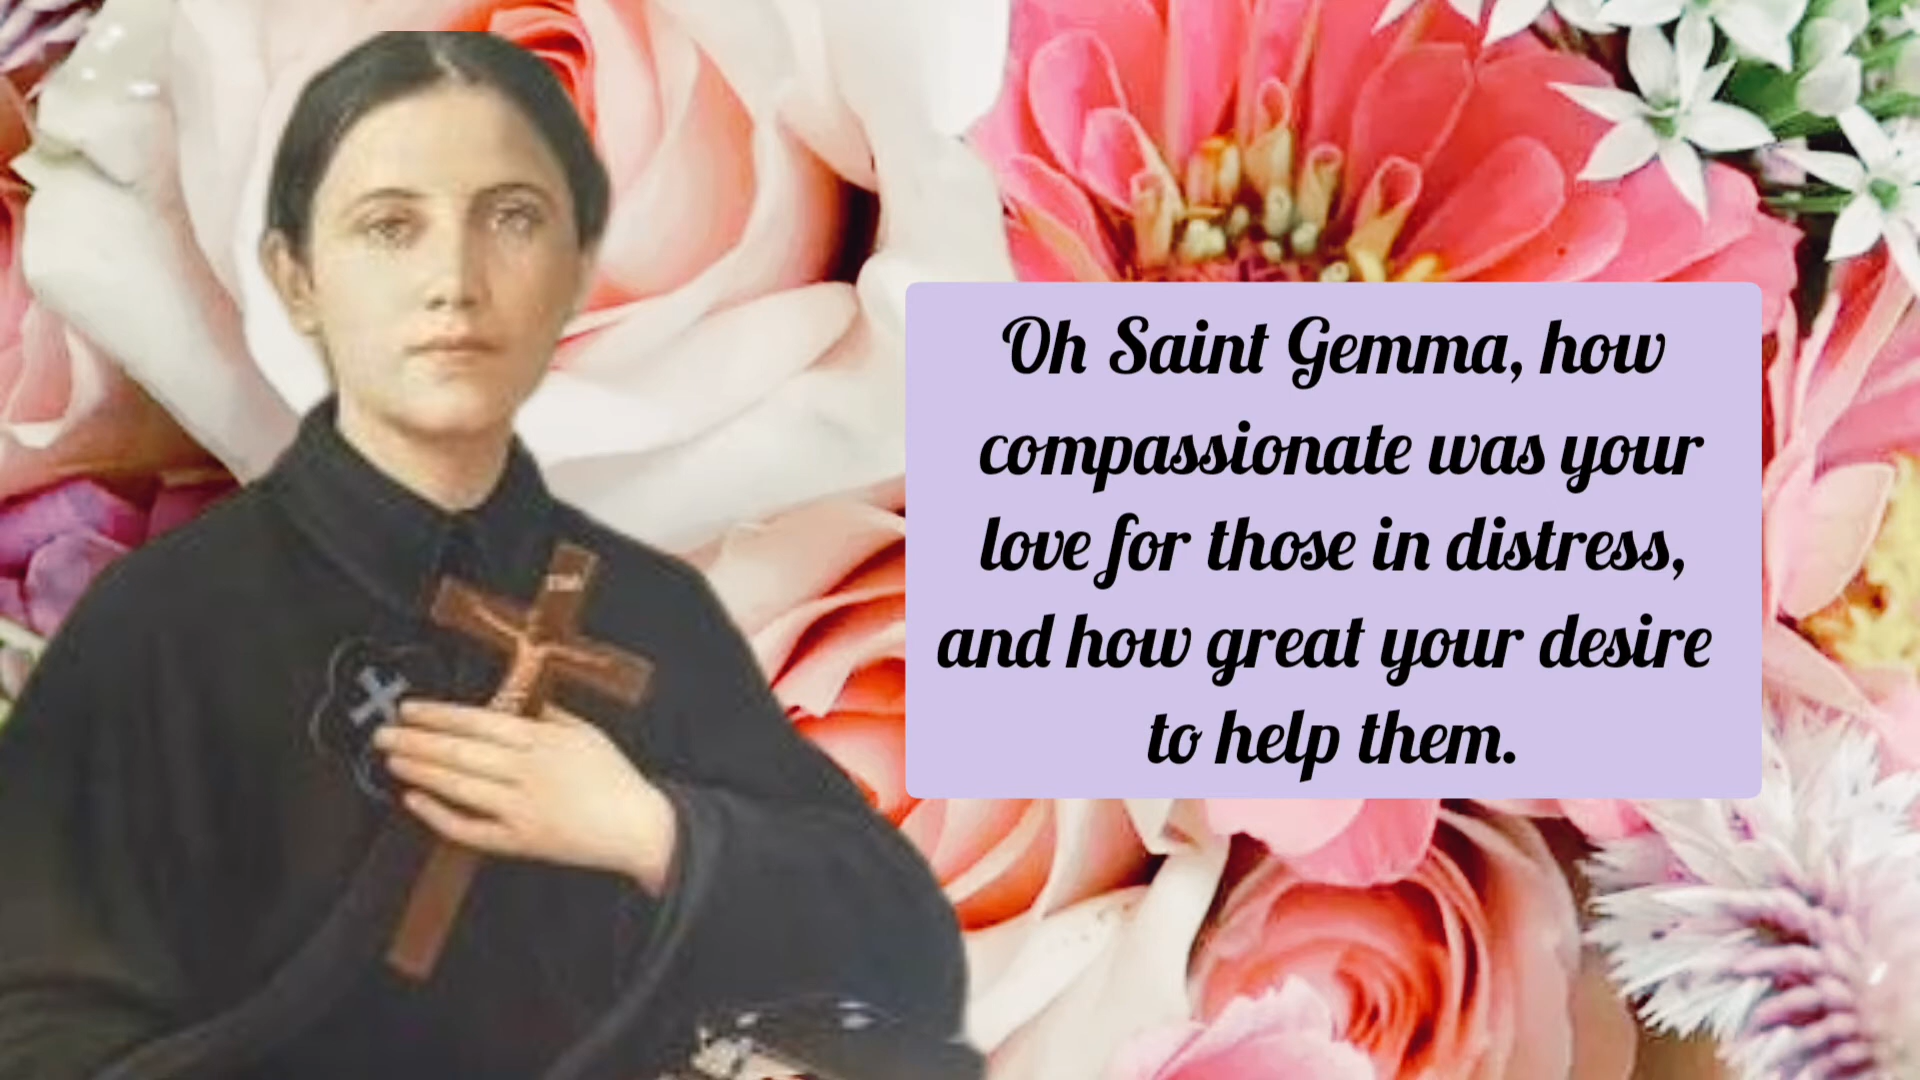 Oh Saint Gemma, how
compassionate was your
love for those in distress,
and how great your desire
to help them.